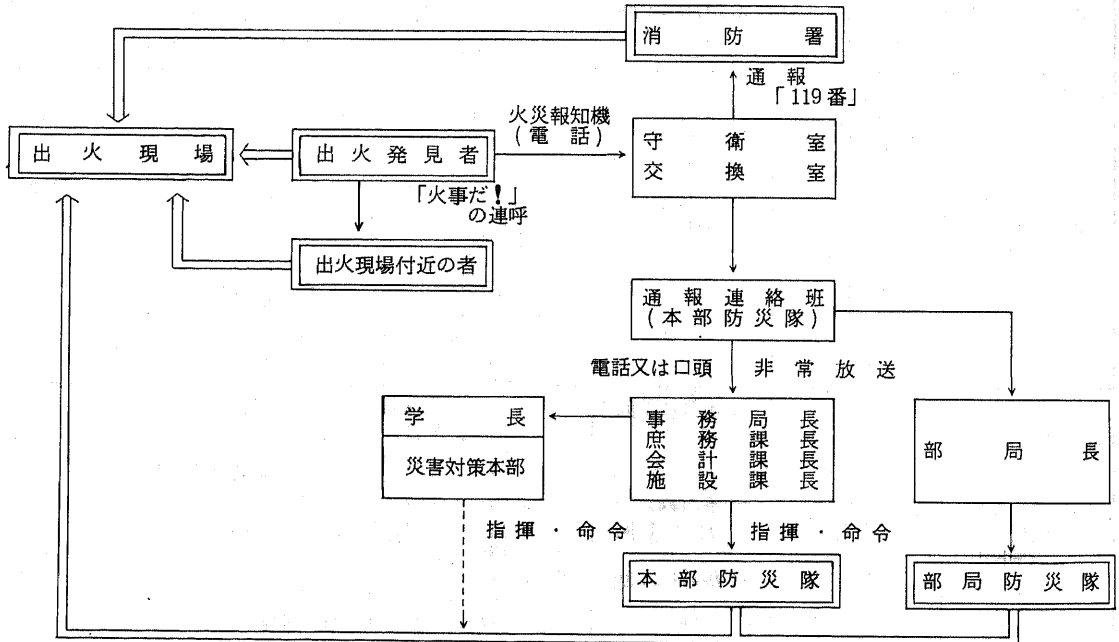 消防署
通報
「119番」
火災報知機
(電話)
出火現場
出火発見者
守衛室
交換室
「火事だ!」
の連呼
出火現場付近の者
通報連絡班
(本部防災隊)
電話又は口頭 非常放送
学長
災害対策本部
事務局長
庶務課長
会計課長
施設課長
部局長
指揮・命令
指揮・命令
本部防災隊
部局防災隊